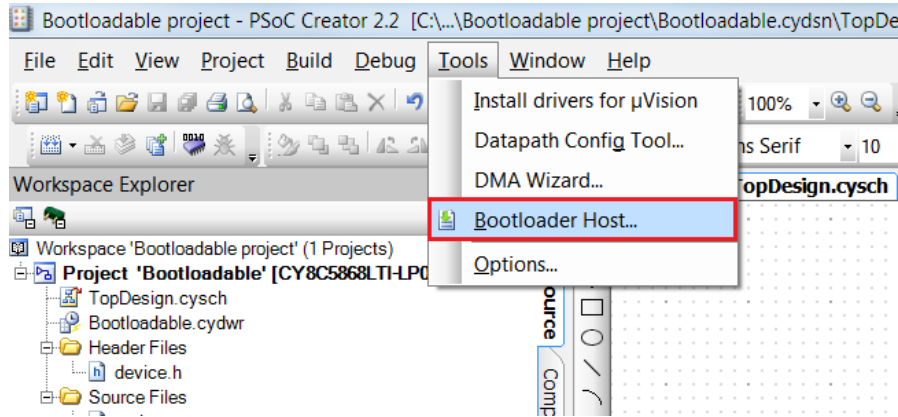 Bootloadable project - PSoC Creator 2.2 [C:\...\Bootloadable project\Bootloadable.cydsn\TopDe
File Edit View Project Build Debug Tools Window Help
Install drivers for µVision
100%
Datapath Config Tool...
ns Serif
10
Workspace Explorer
DMA Wizard...
opDesign.cysch
Bootloader Host...
Workspace 'Bootloadable project' (1 Projects)
Project 'Bootloadable' [CY8C5868LTI-LP0
Options...
TopDesign.cysch
Bootloadable.cydwr
Header Files
device.h
Source Files
ource
Comp